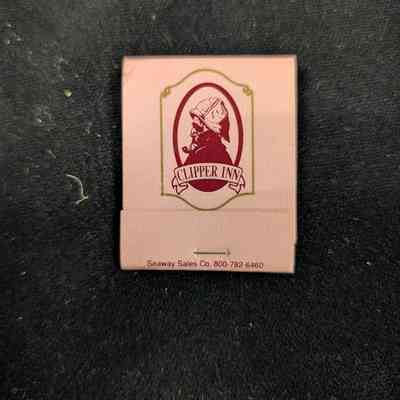 CLIPPER INN
Seaway Sales Co. 800-782-6460